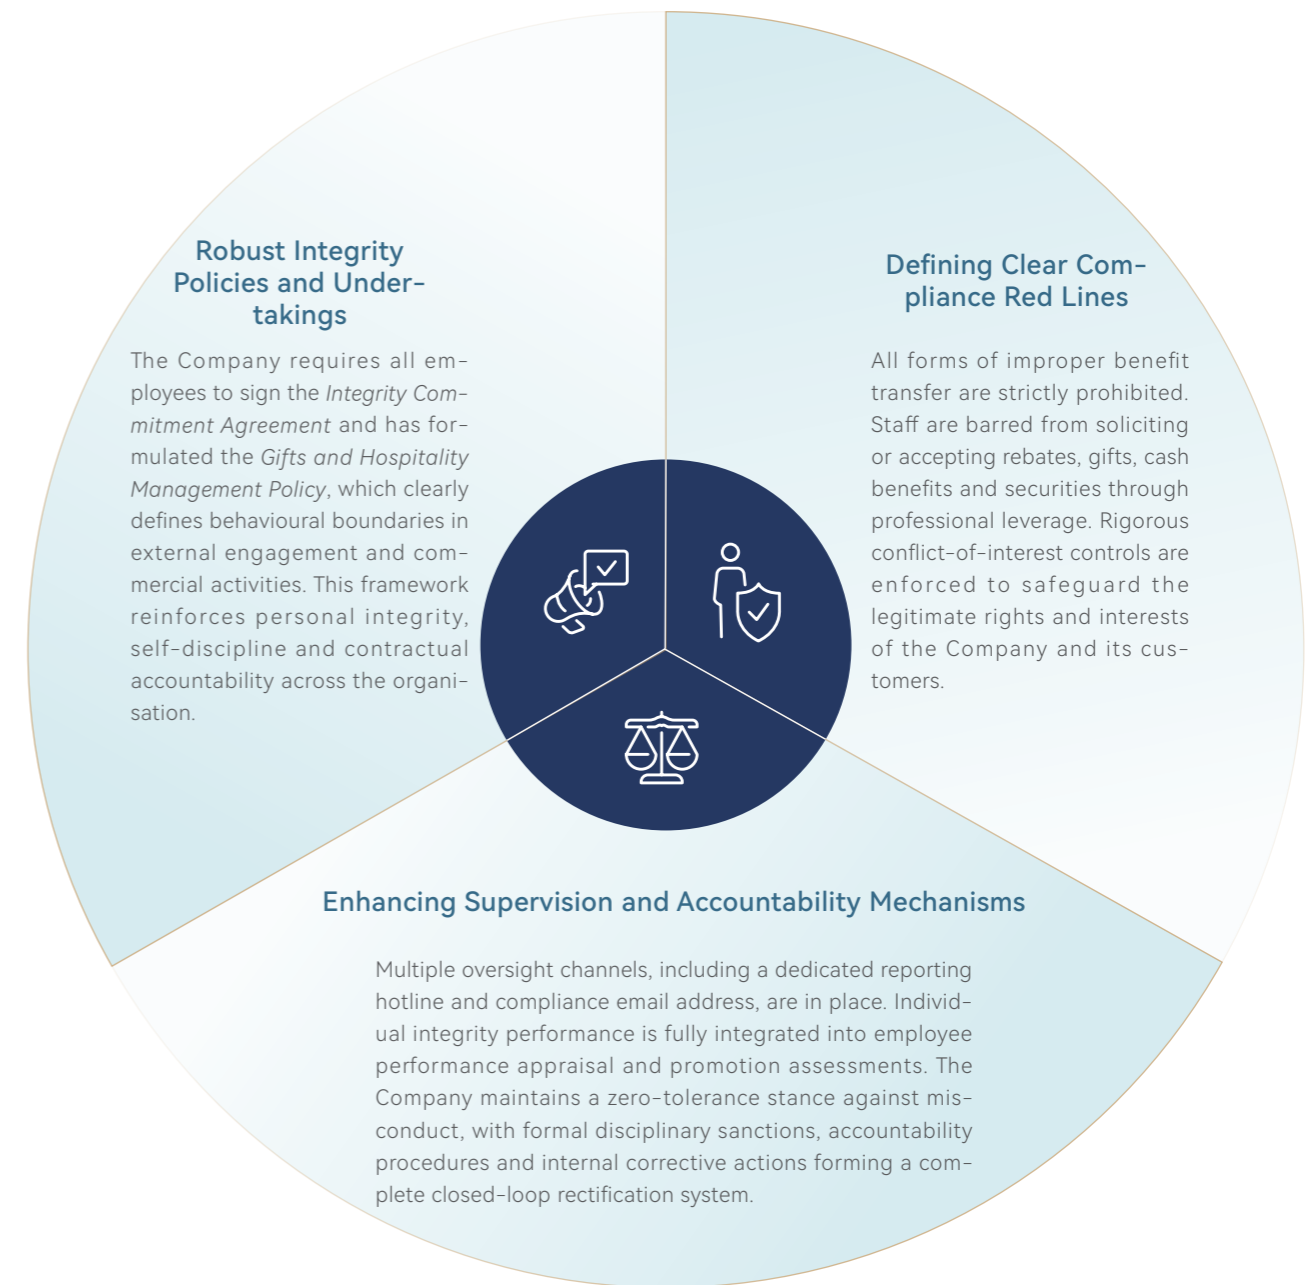 Robust Integrity
Policies and Under-
takings
The Company requires all em-
ployees to sign the Integrity Com-
mitment Agreement and has for-
mulated the Gifts and Hospitality
Management Policy, which clearly
defines behavioural boundaries in
external engagement and com-
mercial activities. This framework
reinforces personal integrity,
self-discipline and contractual
accountability across the organi-
sation.
Defining Clear Com-
pliance Red Lines
All forms of improper benefit
transfer are strictly prohibited.
Staff are barred from soliciting
or accepting rebates, gifts, cash
benefits and securities through
professional leverage. Rigorous
conflict-of-interest controls are
enforced to safeguard the
legitimate rights and interests
of the Company and its cus-
tomers.
Enhancing Supervision and Accountability Mechanisms
Multiple oversight channels, including a dedicated reporting
hotline and compliance email address, are in place. Individ-
ual integrity performance is fully integrated into employee
performance appraisal and promotion assessments. The
Company maintains a zero-tolerance stance against mis-
conduct, with formal disciplinary sanctions, accountability
procedures and internal corrective actions forming a com-
plete closed-loop rectification system.